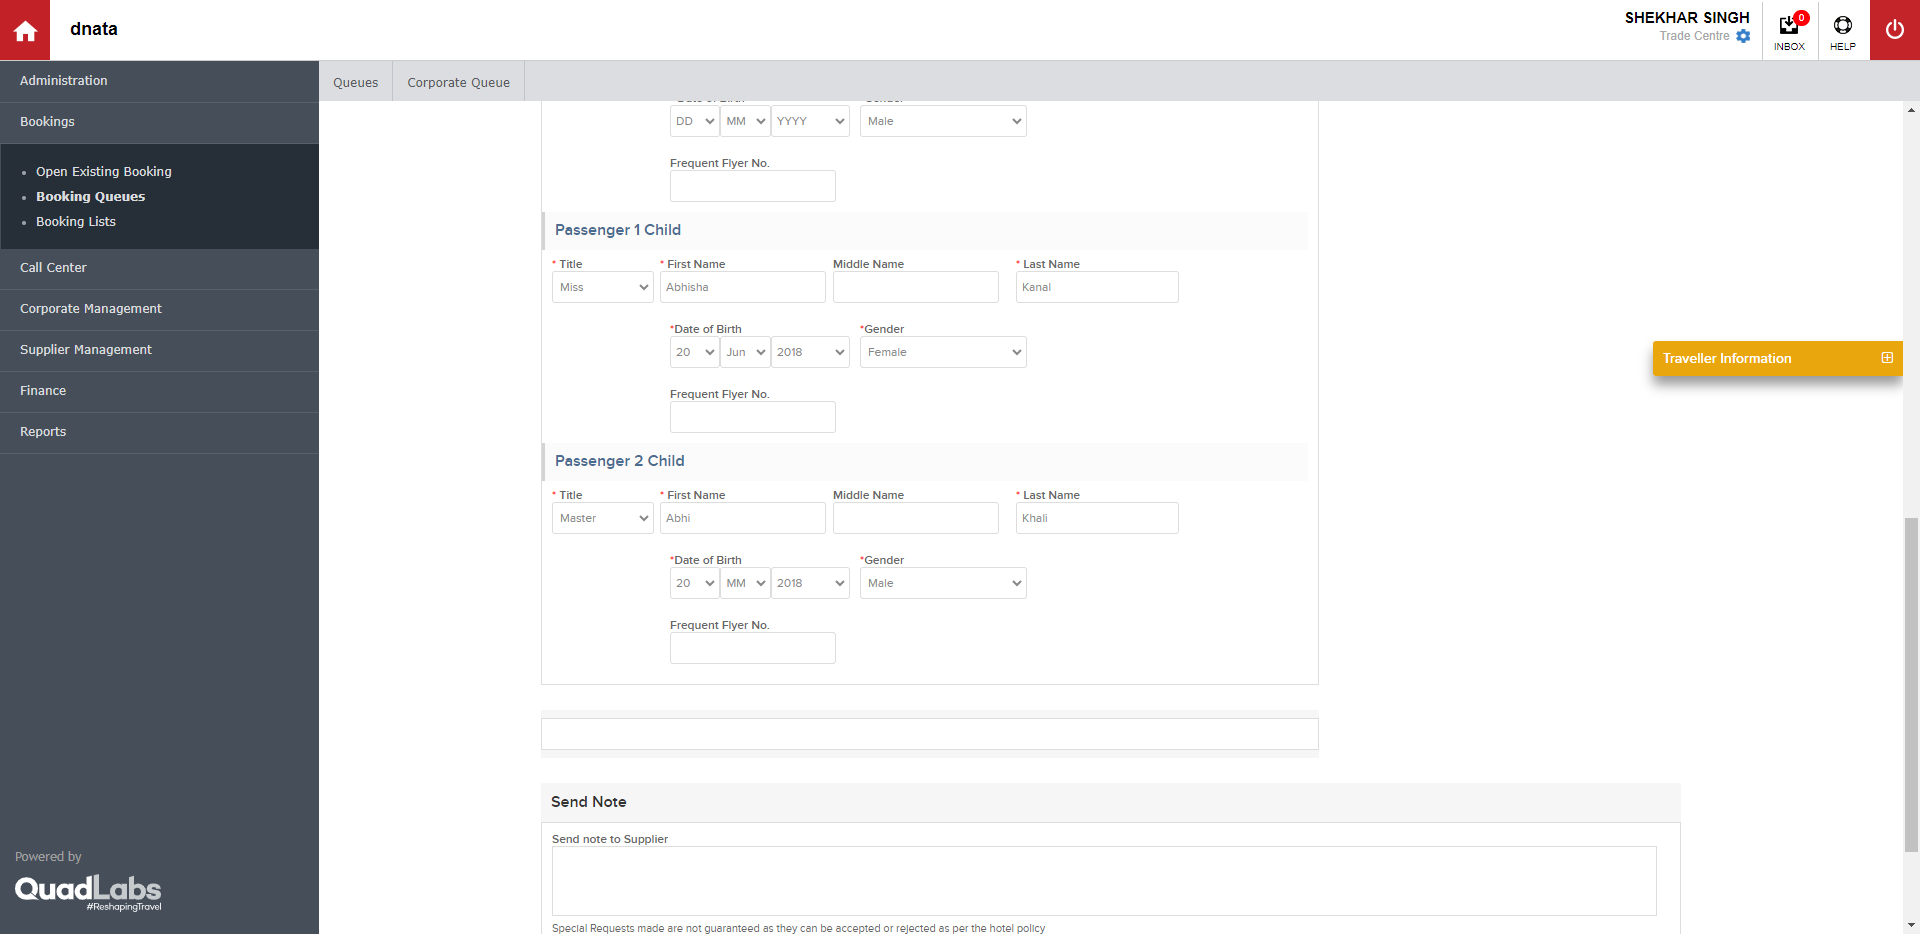 dnata
SHEKHAR SINGH
Trade Centre
0
INBOX
HELP
Administration
Bookings
Open Existing Booking
Booking Queues
Booking Lists
Call Center
Corporate Management
Supplier Management
Finance
Reports
Powered by
QuadLabs
#ReshapingTravel
Queues
Corporate Queue
DD MM YYYY Male
Frequent Flyer No.
Passenger 1 Child
* Title * First Name Middle Name * Last Name
Miss Abhisha Kanal
*Date of Birth *Gender
20 Jun 2018 Female
Frequent Flyer No.
Passenger 2 Child
* Title * First Name Middle Name * Last Name
Master Abhi Khali
*Date of Birth *Gender
20 MM 2018 Male
Frequent Flyer No.
Traveller Information
Send Note
Send note to Supplier
Special Requests made are not guaranteed as they can be accepted or rejected as per the hotel policy